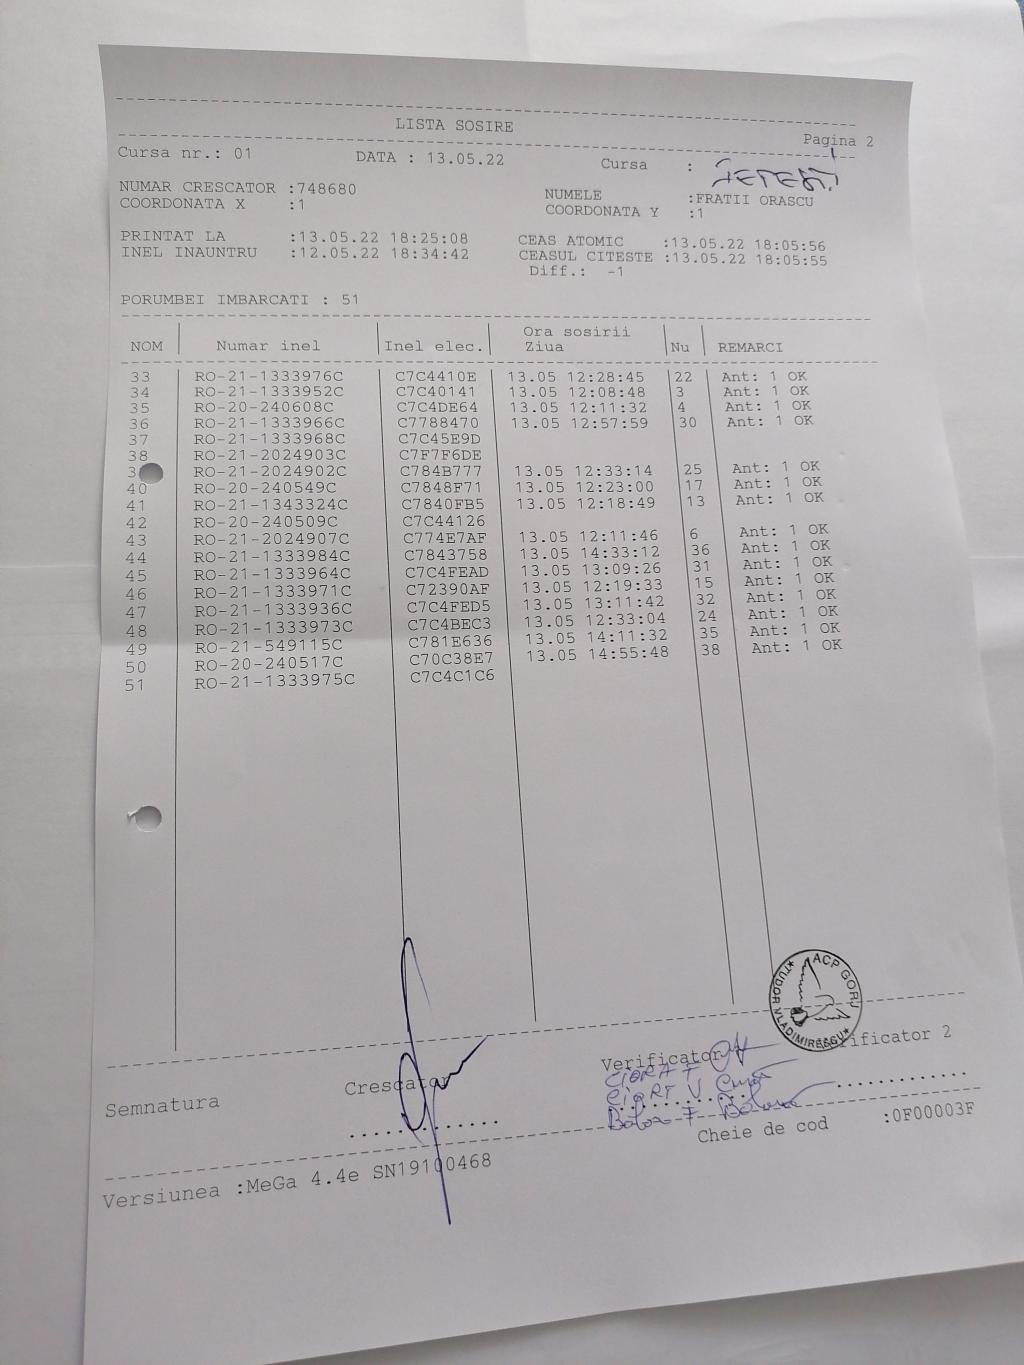 LISTA SOSIRE
Pagina 2
Cursa nr.: 01 DATA : 13.05.22 Cursa :
NUMAR CRESCATOR :748680 NUMELE :FRATII ORASCU
COORDONATA X :1 COORDONATA Y :1
PRINTAT LA :13.05.22 18:25:08 CEAS ATOMIC :13.05.22 18:05:56
INEL INAUNTRU :12.05.22 18:34:42 CEASUL CITESTE :13.05.22 18:05:55
Diff.: -1
PORUMBEI IMBARCATI : 51
NOM Numar inel Inel elec. Ora sosirii Ziua Nu REMARCI
33 RO-21-1333976C C7C4410E 13.05 12:28:45 22 Ant: 1 OK
34 RO-21-1333952C C7C40141 13.05 12:08:48 3 Ant: 1 OK
35 RO-20-240608C C7C4DE64 13.05 12:11:32 4 Ant: 1 OK
36 RO-21-1333966C C7788470 13.05 12:57:59 30 Ant: 1 OK
37 RO-21-1333968C C7C45E9D
38 RO-21-2024903C C7F7F6DE
3 RO-21-2024902C C784B777 13.05 12:33:14 25 Ant: 1 OK
40 RO-20-240549C C7848F71 13.05 12:23:00 17 Ant: 1 OK
41 RO-21-1343324C C7840FB5 13.05 12:18:49 13 Ant: 1 OK
42 RO-20-240509C C7C44126
43 RO-21-2024907C C774E7AF 13.05 12:11:46 6 Ant: 1 OK
44 RO-21-1333984C C7843758 13.05 14:33:12 36 Ant: 1 OK
45 RO-21-1333964C C7C4FEAD 13.05 13:09:26 31 Ant: 1 OK
46 RO-21-1333971C C72390AF 13.05 12:19:33 15 Ant: 1 OK
47 RO-21-1333936C C7C4FED5 13.05 13:11:42 32 Ant: 1 OK
48 RO-21-1333973C C7C4BEC3 13.05 12:33:04 24 Ant: 1 OK
49 RO-21-549115C C781E636 13.05 14:11:32 35 Ant: 1 OK
50 RO-20-240517C C70C38E7 13.05 14:55:48 38 Ant: 1 OK
51 RO-21-1333975C C7C4C1C6
ACP GORJ
*TUDOR VLADIMIRESCU*
Semnatura Crescator Verificator Verificator 2
Cheie de cod :0F00003F
Versiunea :MeGa 4.4e SN19100468